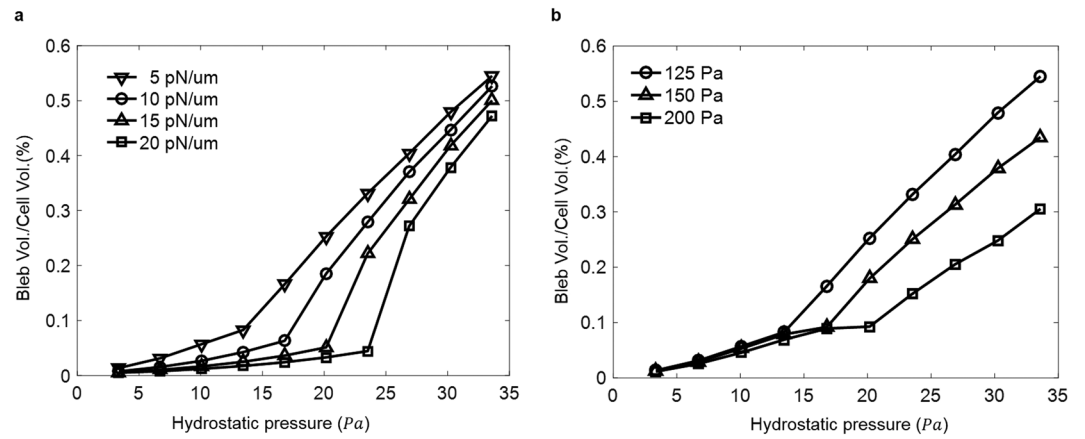 a
0.6
0.5
0.4
0.3
0.2
0.1
0
Bleb Vol./Cell Vol.(%)
5 pN/um
10 pN/um
15 pN/um
20 pN/um
0 5 10 15 20 25 30 35
Hydrostatic pressure (Pa)
b
0.6
0.5
0.4
0.3
0.2
0.1
0
Bleb Vol./Cell Vol.(%)
125 Pa
150 Pa
200 Pa
0 5 10 15 20 25 30 35
Hydrostatic pressure (Pa)